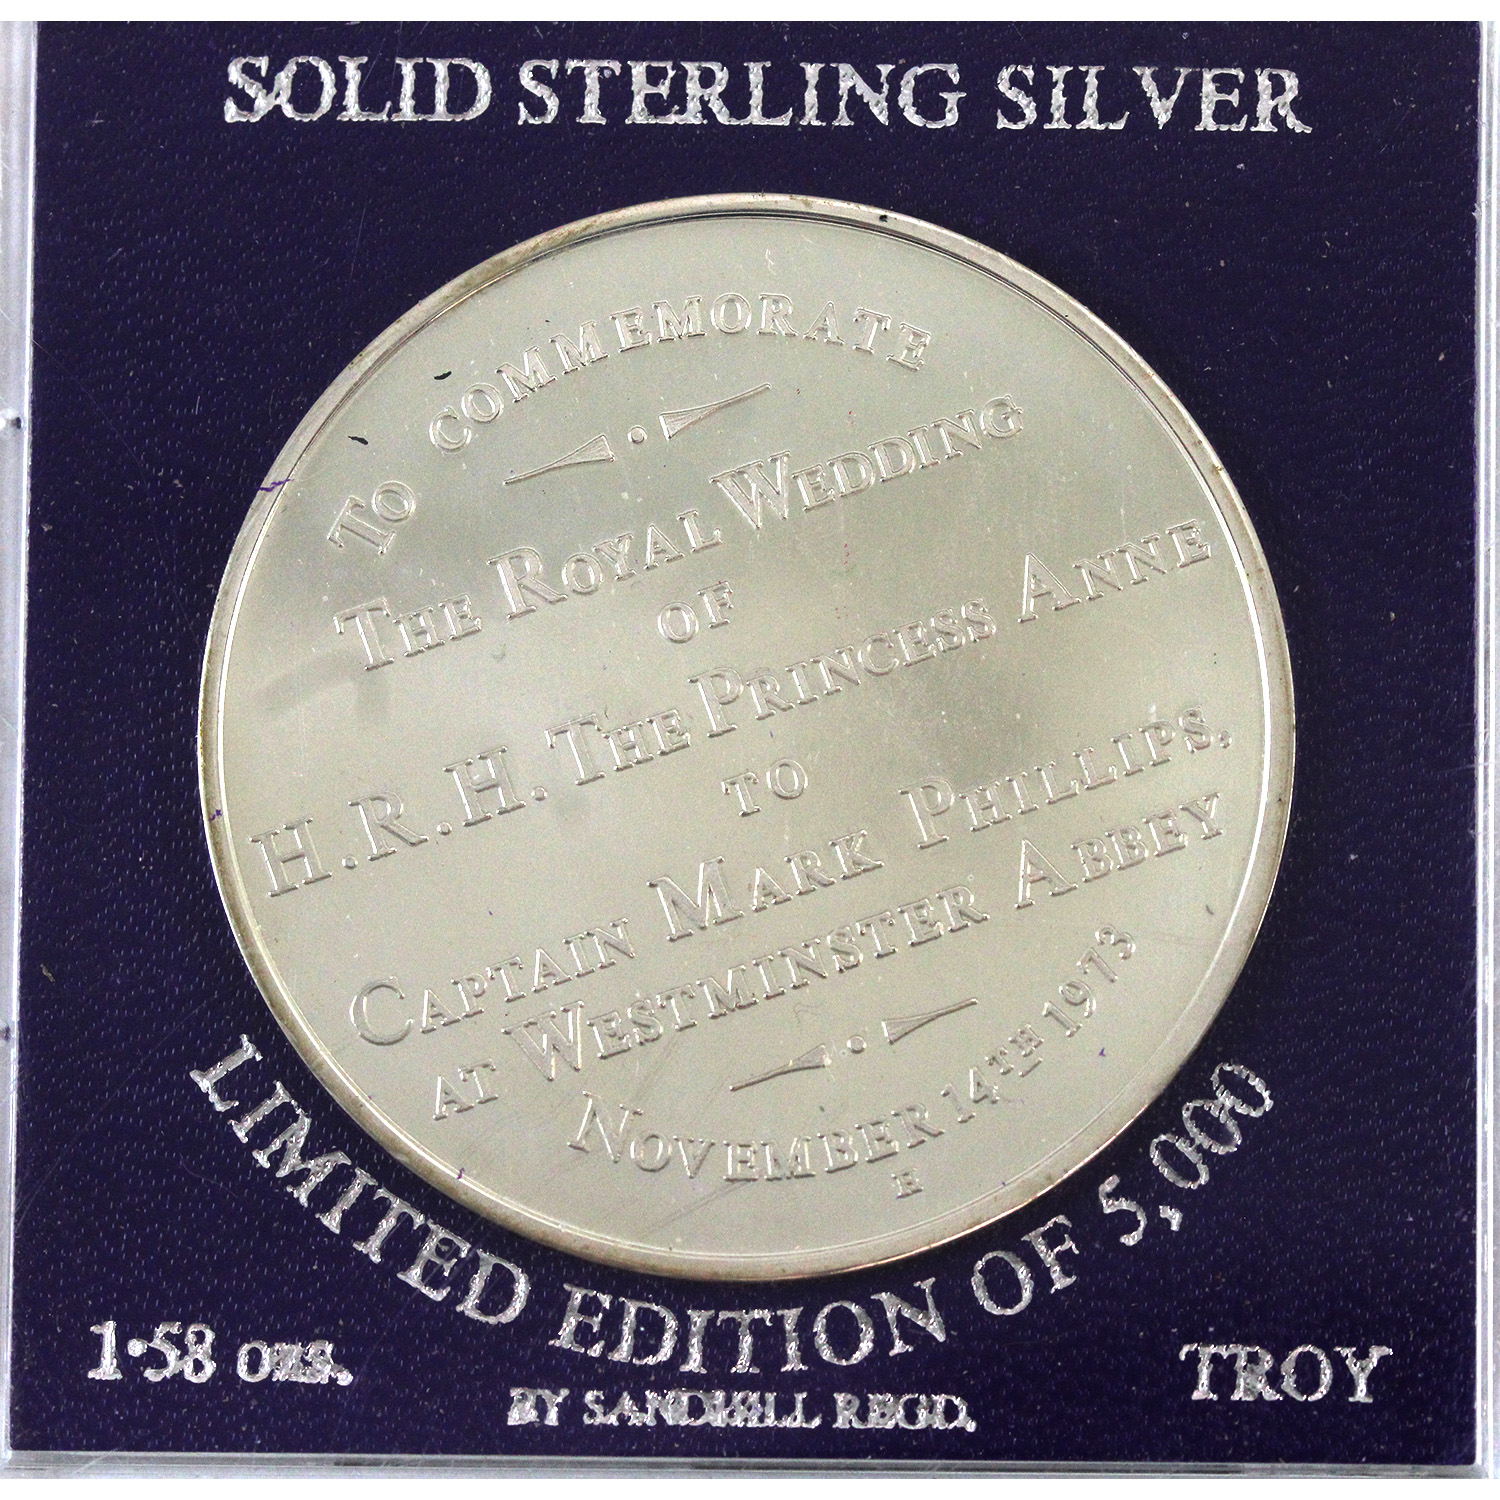 SOLID STERLING SILVER
TO COMMEMORATE
THE ROYAL WEDDING
OF
H.R.H. THE PRINCESS ANNE
TO
CAPTAIN MARK PHILLIPS,
AT WESTMINSTER ABBEY
NOVEMBER 14TH 1973
H
LIMITED EDITION OF 5,000
1·58 OZS. TROY
BY SANDHILL REGD.